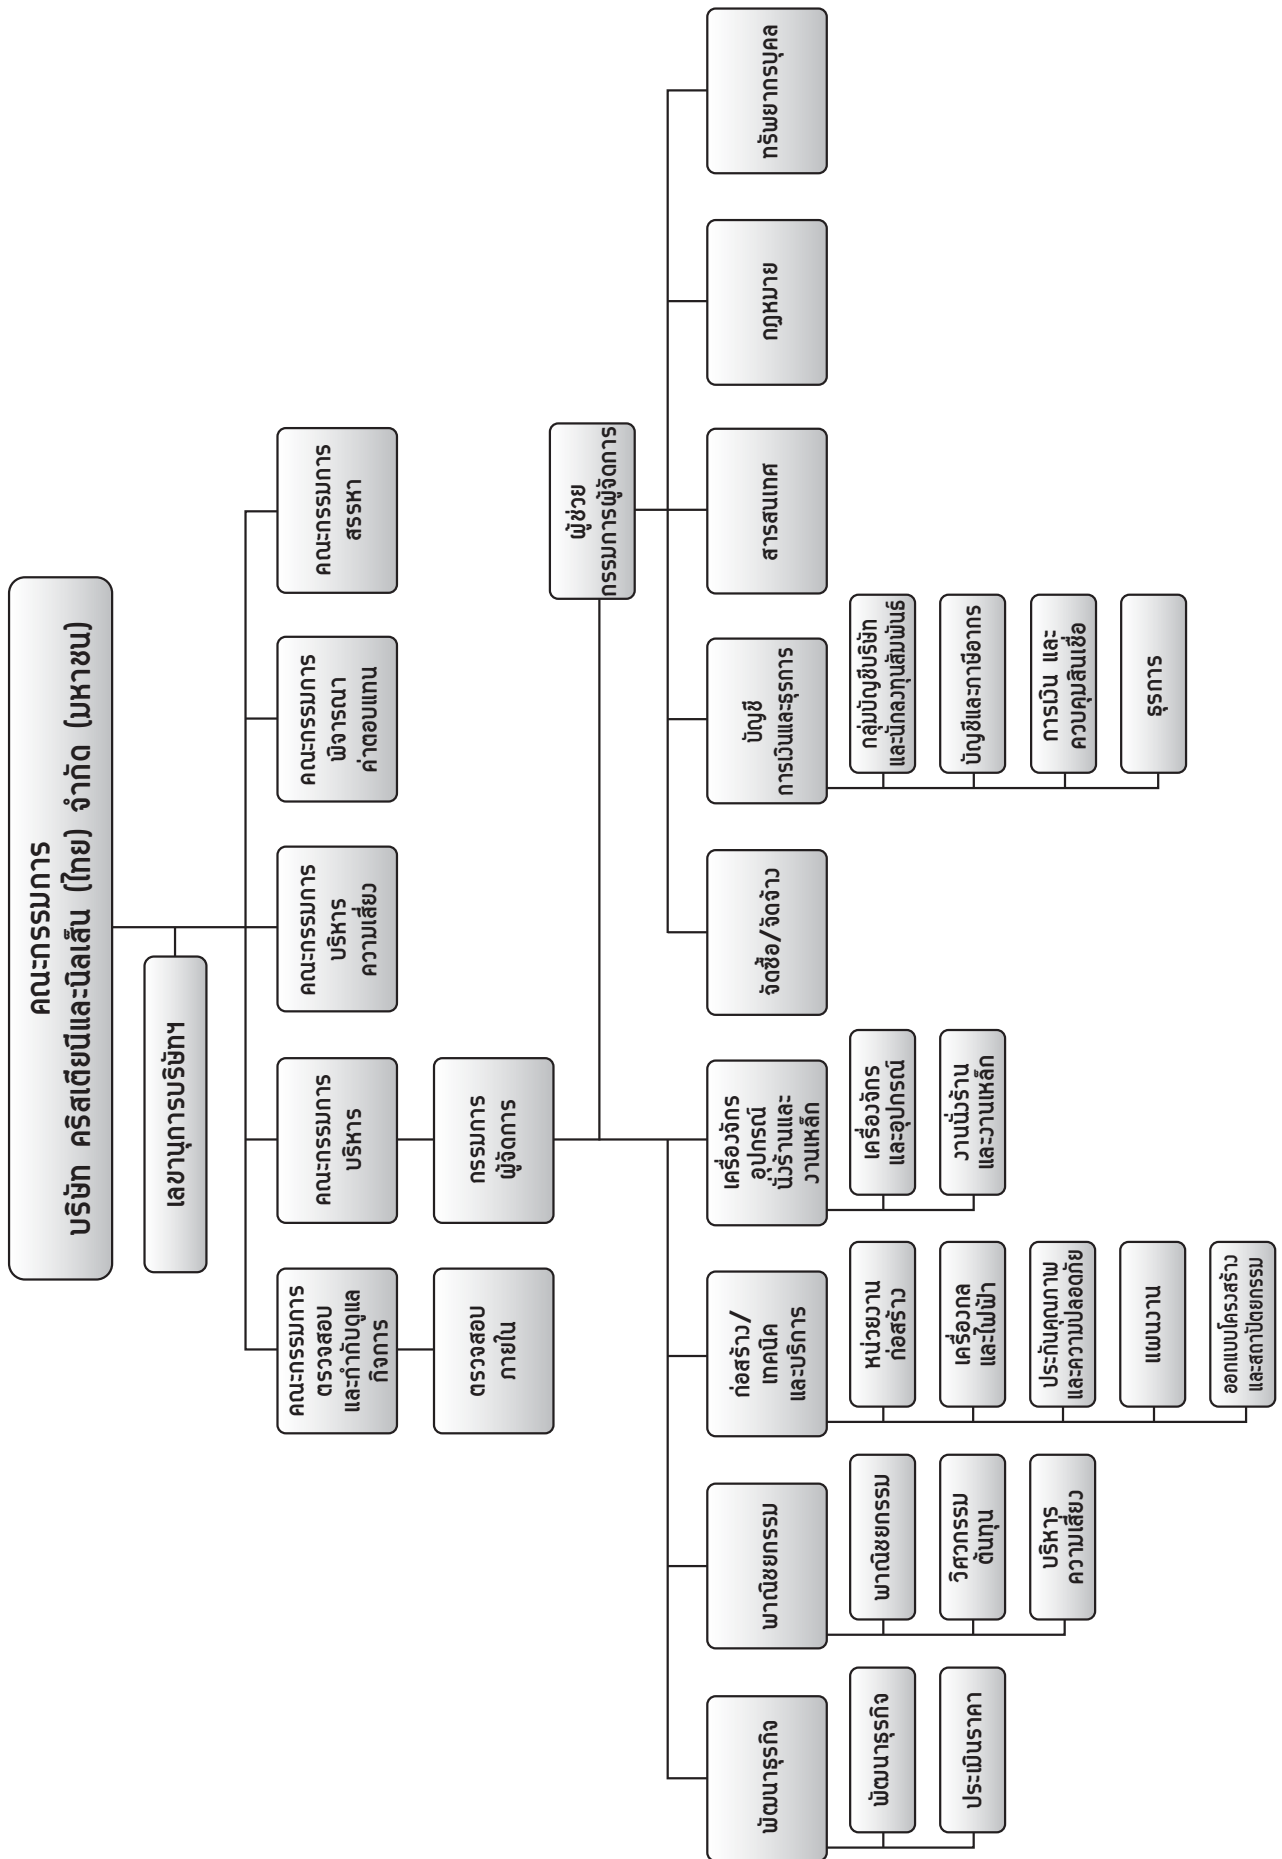 คณะกรรมการ
บริษัท คริสเตียนีและนิลเส็น (ไทย) จำกัด (มหาชน)
เลขานุการบริษัทฯ
คณะกรรมการ
ตรวจสอบ
และกำกับดูแล
กิจการ
คณะกรรมการ
บริหาร
คณะกรรมการ
บริหาร
ความเสี่ยง
คณะกรรมการ
พิจารณา
ค่าตอบแทน
คณะกรรมการ
สรรหา
ตรวจสอบ
ภายใน
กรรมการ
ผู้จัดการ
ผู้ช่วย
กรรมการผู้จัดการ
พัฒนาธุรกิจ
พาณิชยกรรม
ก่อสร้าง/
เทคนิค
และบริการ
เครื่องจักร
อุปกรณ์
นั่งร้านและ
งานเหล็ก
จัดซื้อ/จัดจ้าง
บัญชี
การเงินและธุรการ
สารสนเทศ
กฎหมาย
ทรัพยากรบุคล
พัฒนาธุรกิจ
ประเมินราคา
พาณิชยกรรม
วิศวกรรม
ต้นทุน
บริหาร
ความเสี่ยง
หน่วยงาน
ก่อสร้าง
เครื่องกล
และไฟฟ้า
ประกันคุณภาพ
และความปลอดภัย
แผนงาน
ออกแบบโครงสร้าง
และสถาปัตยกรรม
เครื่องจักร
และอุปกรณ์
งานนั่งร้าน
และงานเหล็ก
กลุ่มบัญชีบริษัท
และนักลงทุนสัมพันธ์
บัญชีและภาษีอากร
การเงิน และ
ควบคุมสินเชื่อ
ธุรการ